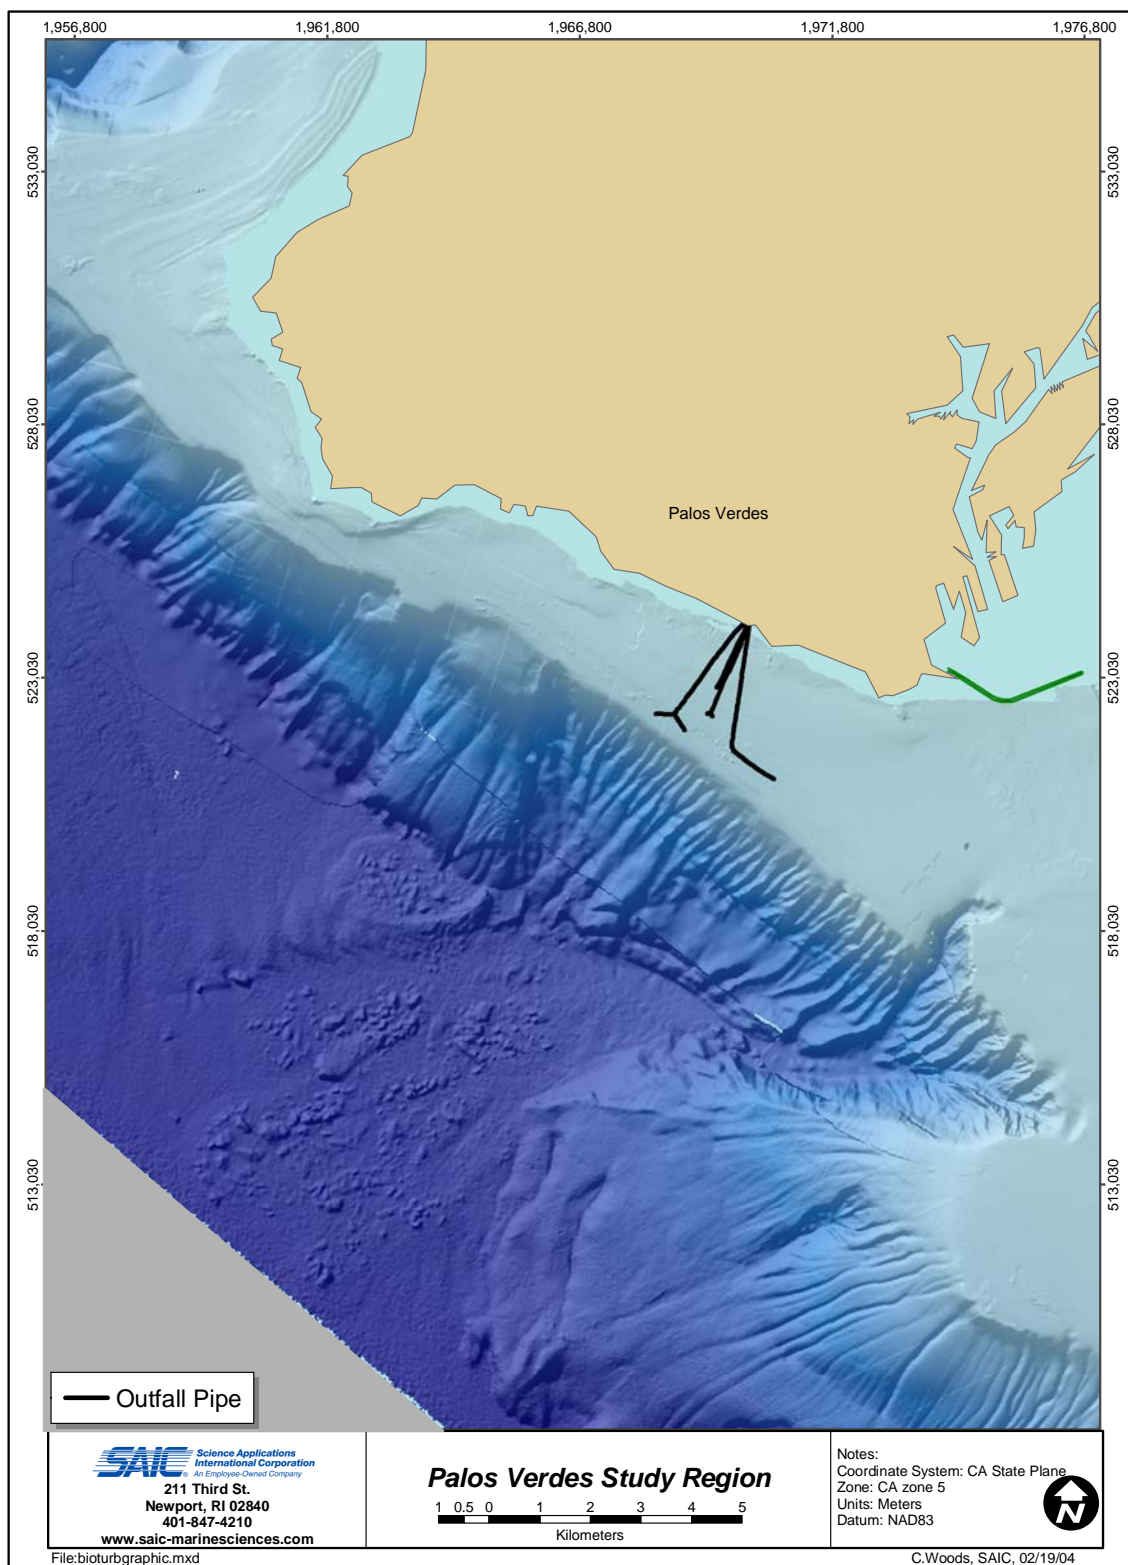 1,956,800 1,961,800 1,966,800 1,971,800 1,976,800
533,030 533,030
528,030 528,030
Palos Verdes
523,030 523,030
518,030 518,030
513,030 513,030
Outfall Pipe
SAIC®
Science Applications
International Corporation
An Employee-Owned Company
211 Third St.
Newport, RI 02840
401-847-4210
www.saic-marinesciences.com
Palos Verdes Study Region
1 0.5 0 1 2 3 4 5
Kilometers
Notes:
Coordinate System: CA State Plane
Zone: CA zone 5
Units: Meters
Datum: NAD83
N
File:bioturbgraphic.mxd
C.Woods, SAIC, 02/19/04